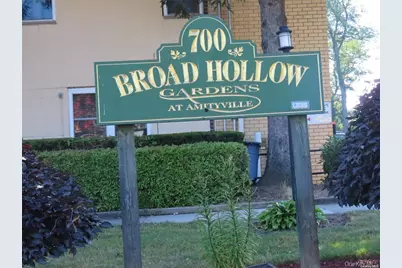 700
BROAD HOLLOW
GARDENS
AT AMITYVILLE